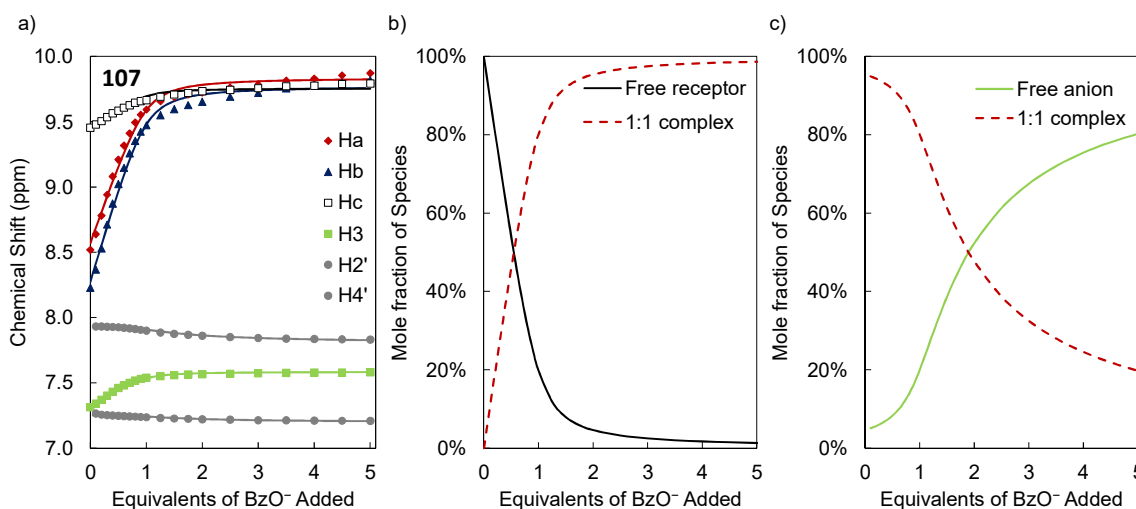 a)
107
Chemical Shift (ppm)
10.0
9.5
9.0
8.5
8.0
7.5
7.0
Ha
Hb
Hc
H3
H2'
H4'
0 1 2 3 4 5
Equivalents of BzO⁻ Added
b)
Mole fraction of Species
100%
80%
60%
40%
20%
0%
Free receptor
1:1 complex
0 1 2 3 4 5
Equivalents of BzO⁻ Added
c)
Mole fraction of Species
100%
80%
60%
40%
20%
0%
Free anion
1:1 complex
0 1 2 3 4 5
Equivalents of BzO⁻ Added